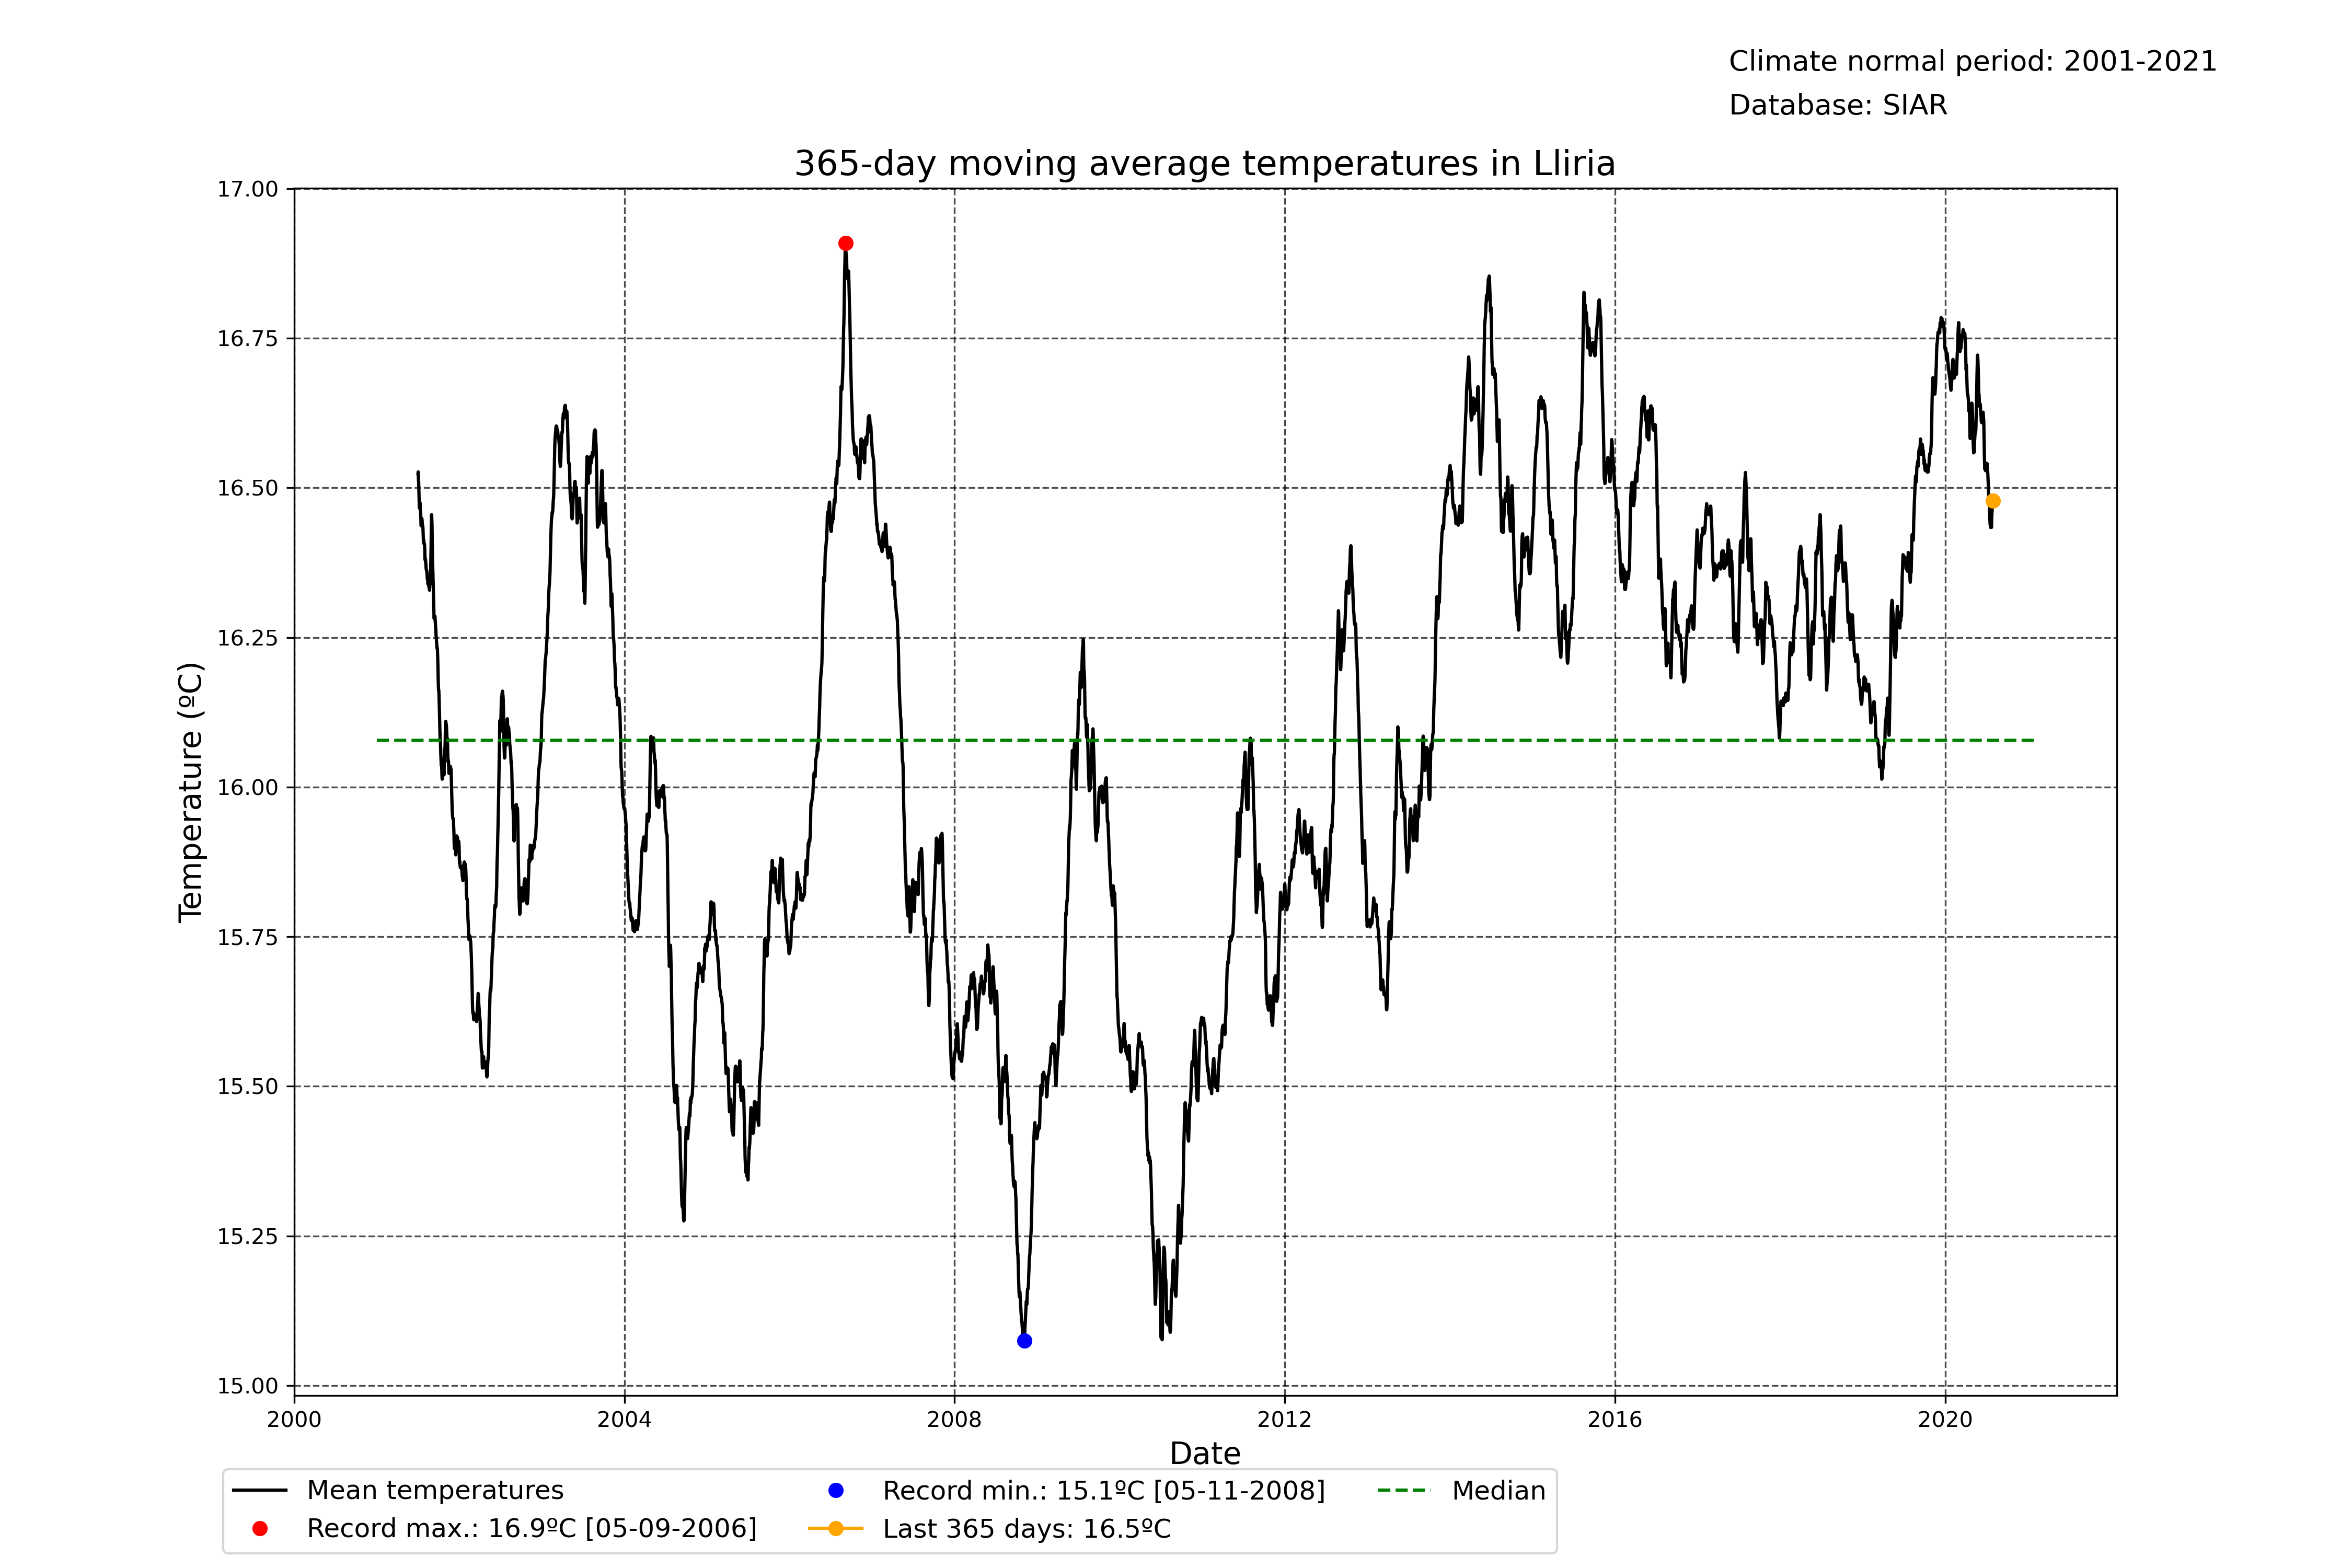 Climate normal period: 2001-2021
Database: SIAR
365-day moving average temperatures in Lliria
17.00
16.75
16.50
16.25
16.00
15.75
15.50
15.25
15.00
Temperature (ºC)
2000 2004 2008 2012 2016 2020
Date
Mean temperatures
Record max.: 16.9ºC [05-09-2006]
Record min.: 15.1ºC [05-11-2008]
Last 365 days: 16.5ºC
Median